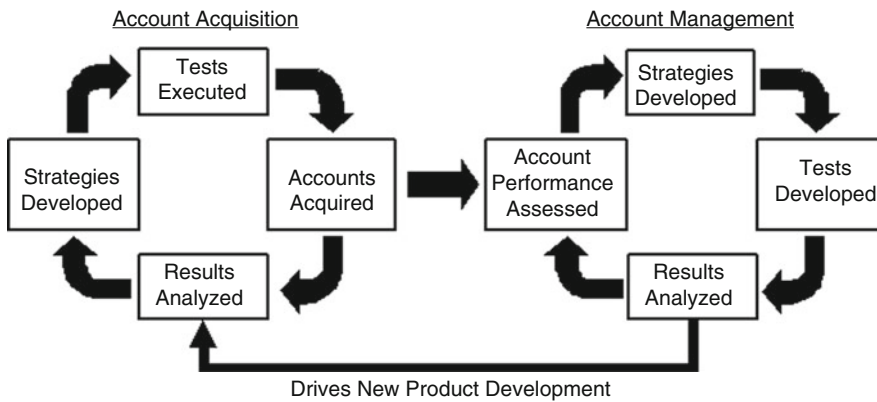 Account Acquisition
Tests
Executed
Strategies
Developed
Accounts
Acquired
Results
Analyzed
Account Management
Strategies
Developed
Account
Performance
Assessed
Tests
Developed
Results
Analyzed
Drives New Product Development